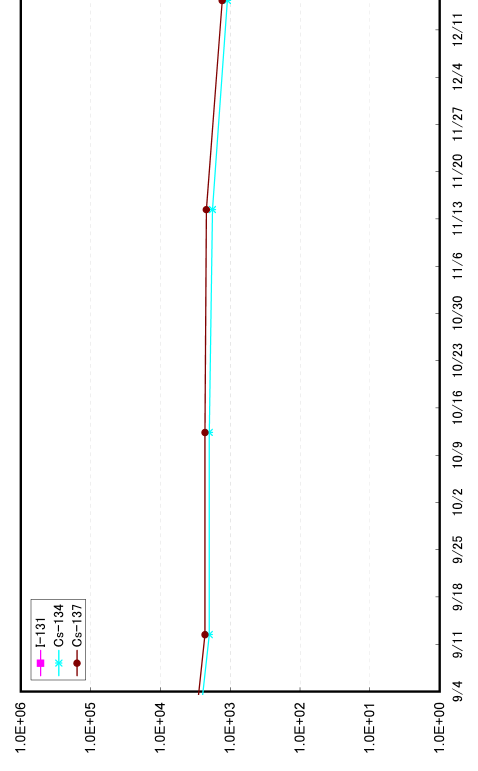 I-131
Cs-134
Cs-137
1.0E+06
1.0E+05
1.0E+04
1.0E+03
1.0E+02
1.0E+01
1.0E+00
9/4
9/11
9/18
9/25
10/2
10/9
10/16
10/23
10/30
11/6
11/13
11/20
11/27
12/4
12/11